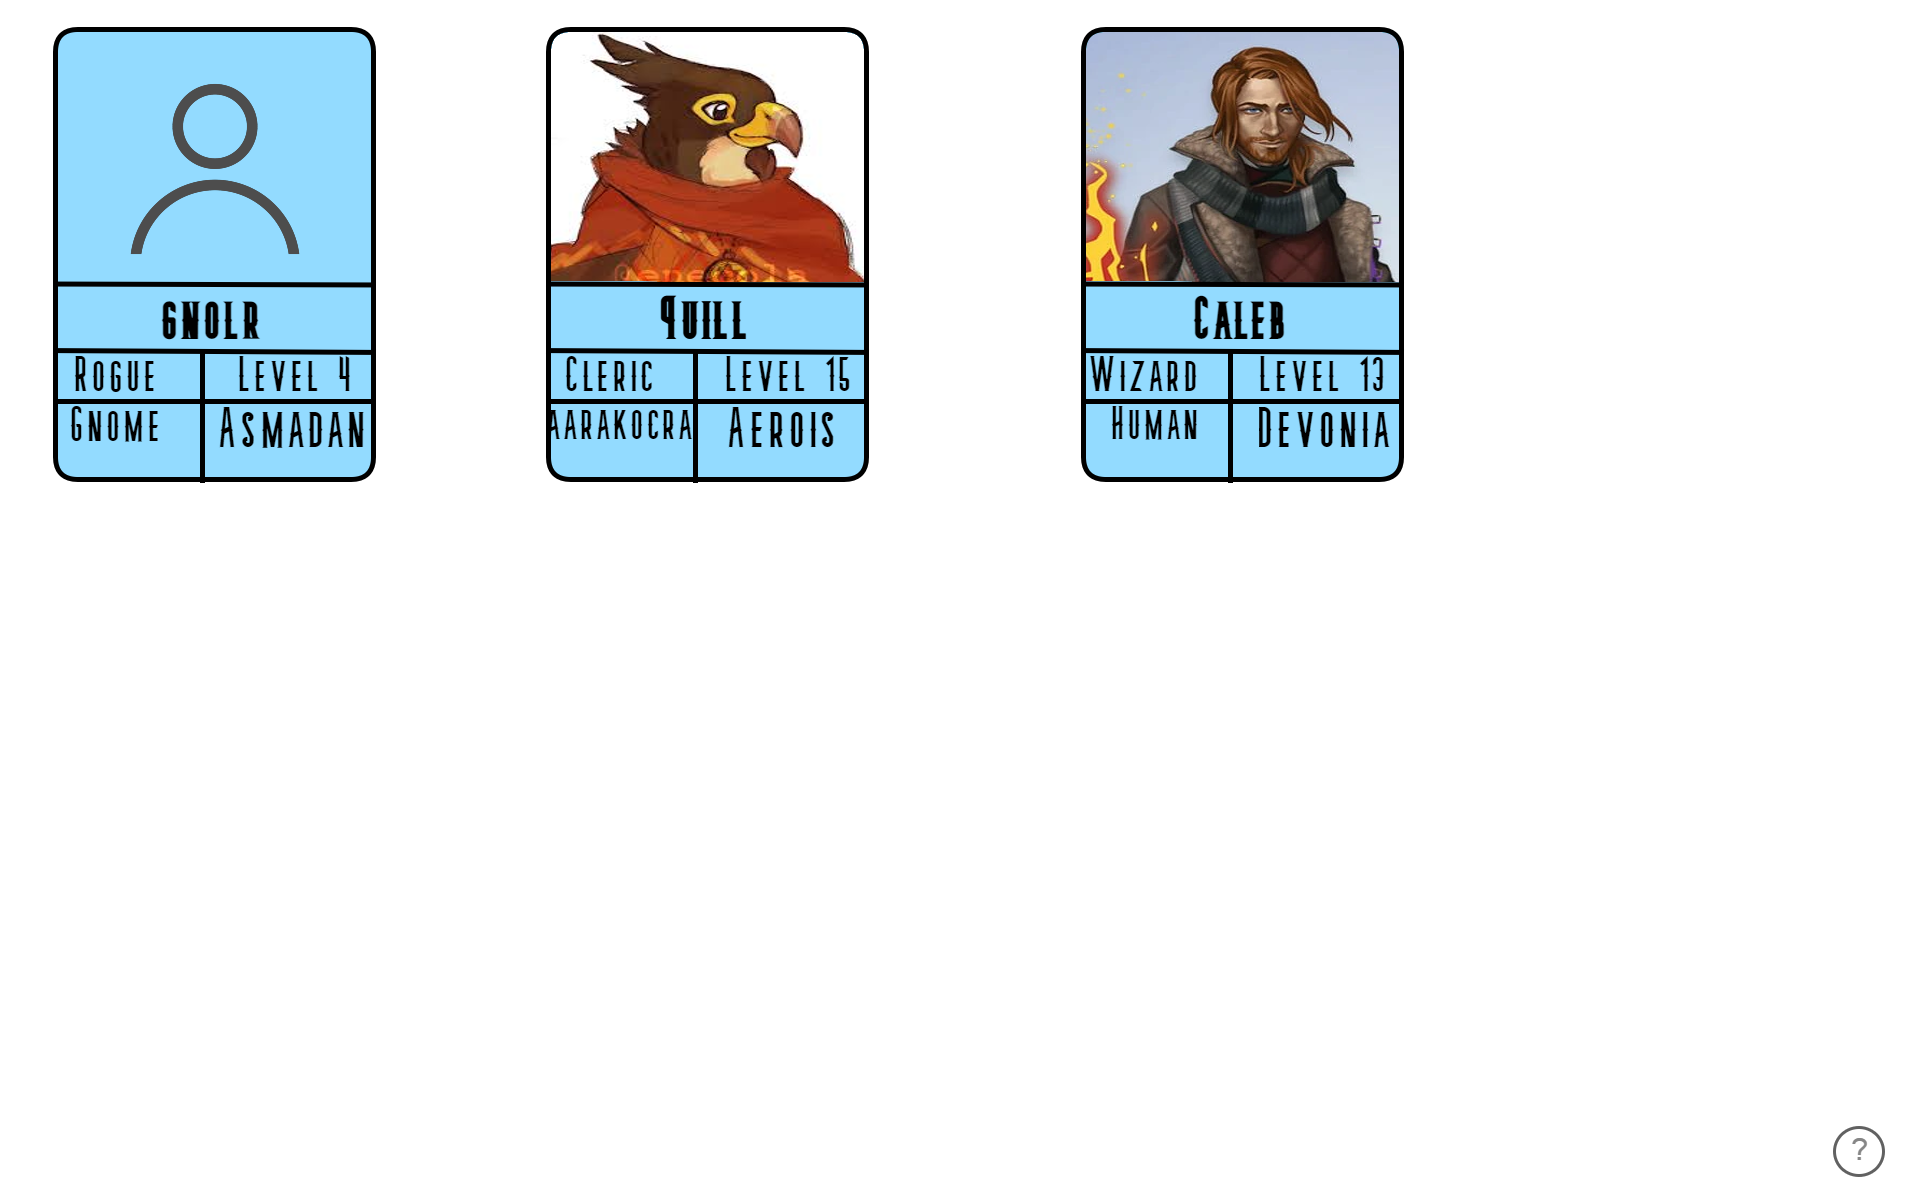 Gnolr
Rogue Level 4
Gnome Asmadan
Quill
Cleric Level 15
Aarakocra Aerois
Caleb
Wizard Level 13
Human Devonia
?